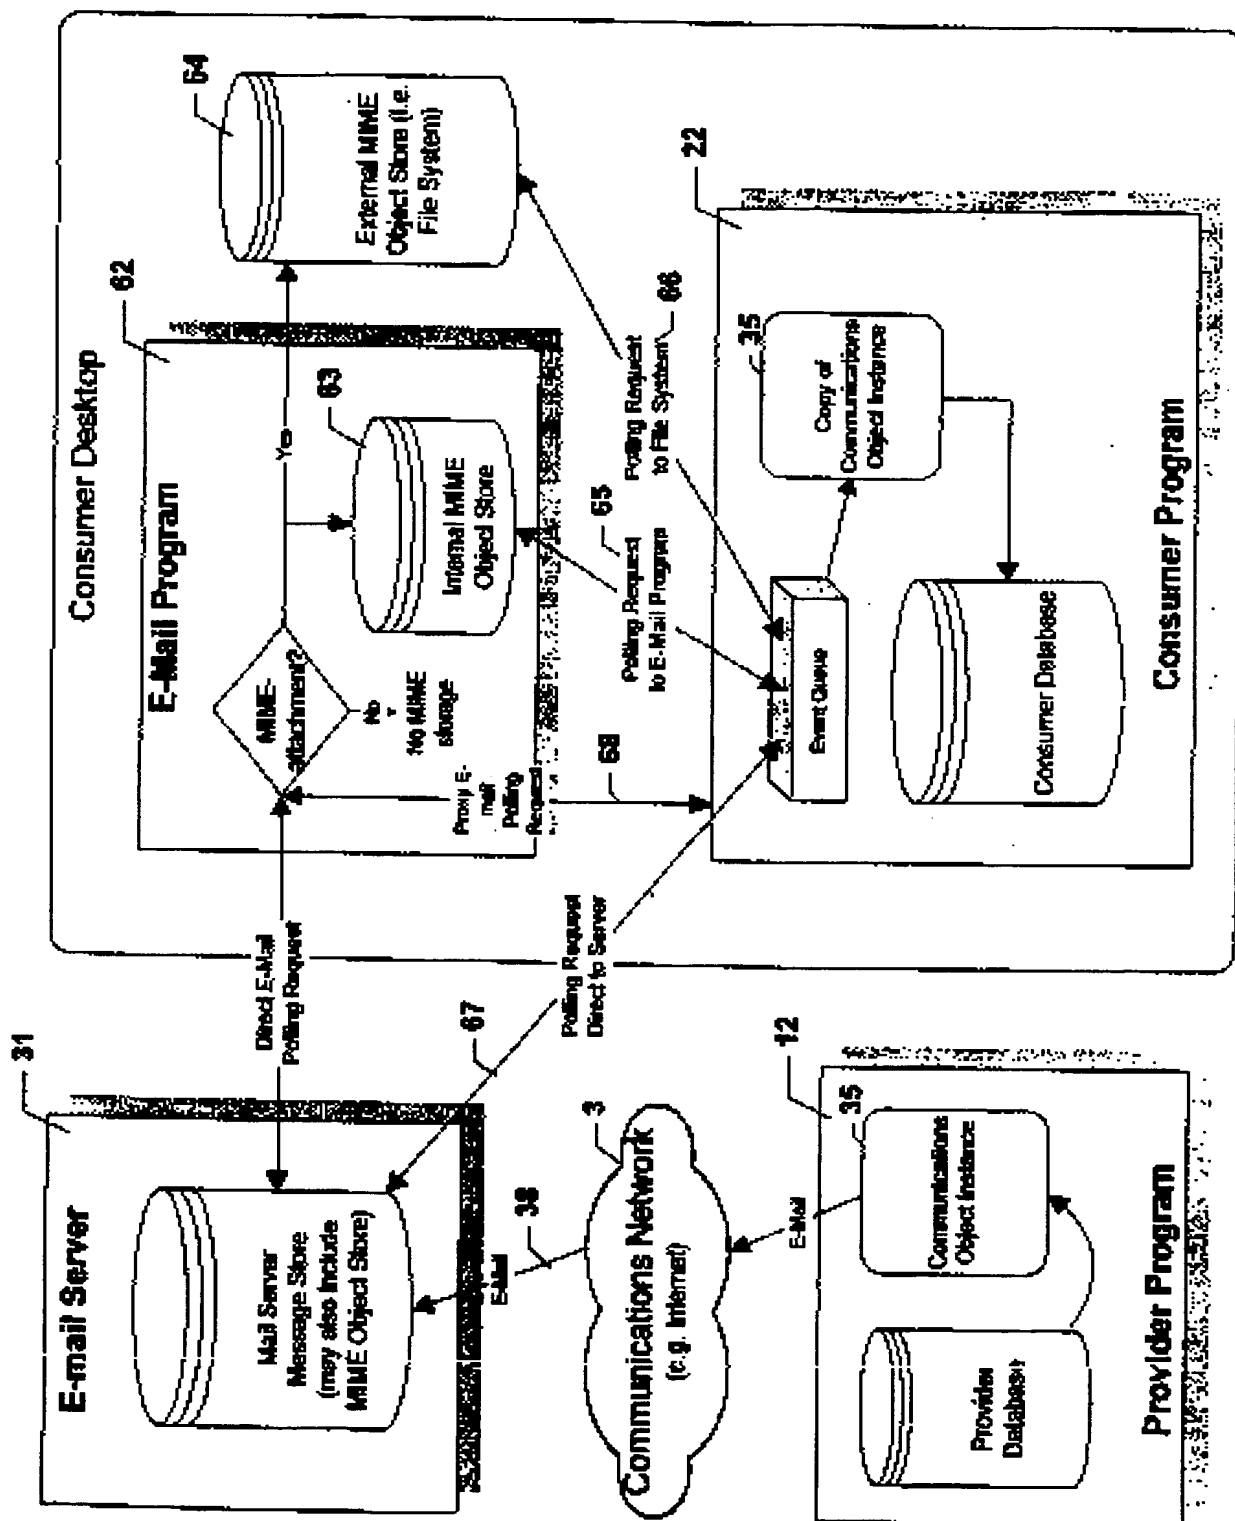 Consumer Desktop
E-mail Server
31
Mail Server
Message Store
(may also include
MIME Object Store)
Direct E-Mail
Polling Request
E-Mail Program
62
MIME-
attachment?
Yes
No
No MIME
storage
63
Internal MIME
Object Store
64
External MIME
Object Store (i.e.
File System)
Proxy E-
mail
Polling
Request
68
Polling Request
to E-Mail Program
65
Polling Request
to File System
66
67
Polling Request
Direct to Server
E-Mail
Communications Network
(e.g. Internet)
3
E-Mail
12
35
Communications
Object Instance
Provider
Database
Provider Program
22
Event Queue
35
Copy of
Communications
Object Instance
Consumer Database
Consumer Program